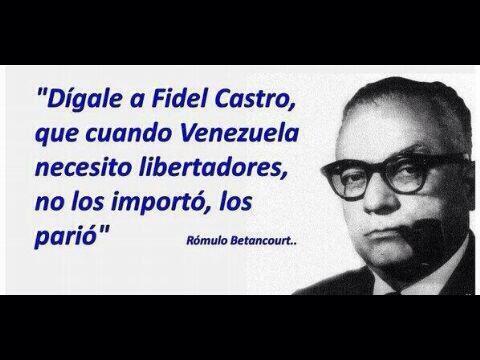 "Dígale a Fidel Castro,
que cuando Venezuela
necesito libertadores,
no los importó, los
parió"
Rómulo Betancourt..